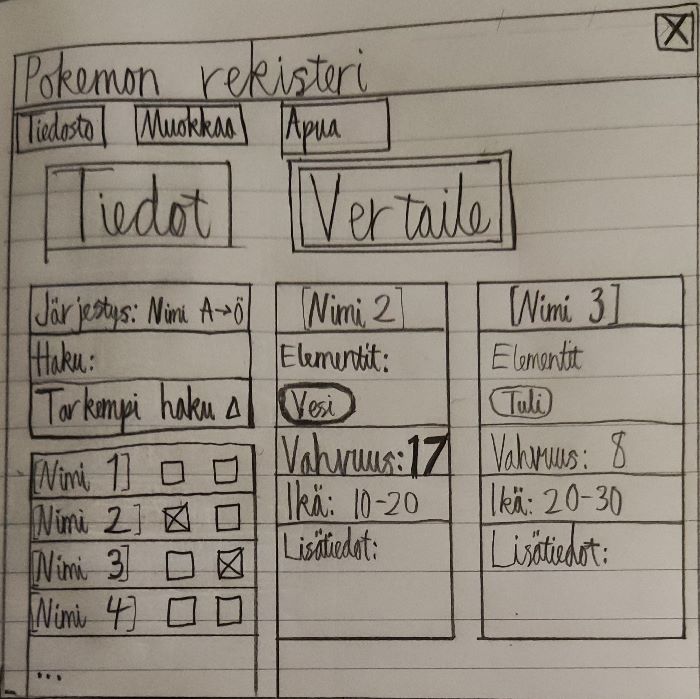 Pokemon rekisteri
Tiedosto Muokkaa Apua
Tiedot Vertaile
Järjestys: Nimi A→Ö
Haku:
Tarkempi haku Δ
[Nimi 1]
[Nimi 2]
[Nimi 3]
[Nimi 4]
...
[Nimi 2]
Elementit:
Vesi
Vahvuus: 17
Ikä: 10-20
Lisätiedot:
[Nimi 3]
Elementit
Tuli
Vahvuus: 8
Ikä: 20-30
Lisätiedot: